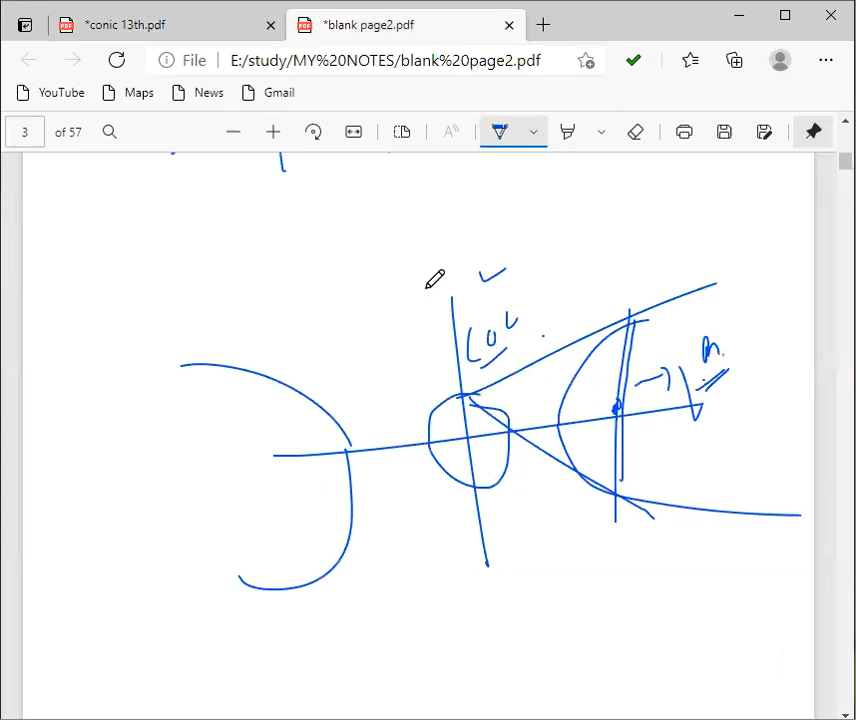 *conic 13th.pdf
*blank page2.pdf
File E:/study/MY%20NOTES/blank%20page2.pdf
YouTube Maps News Gmail
3 of 57